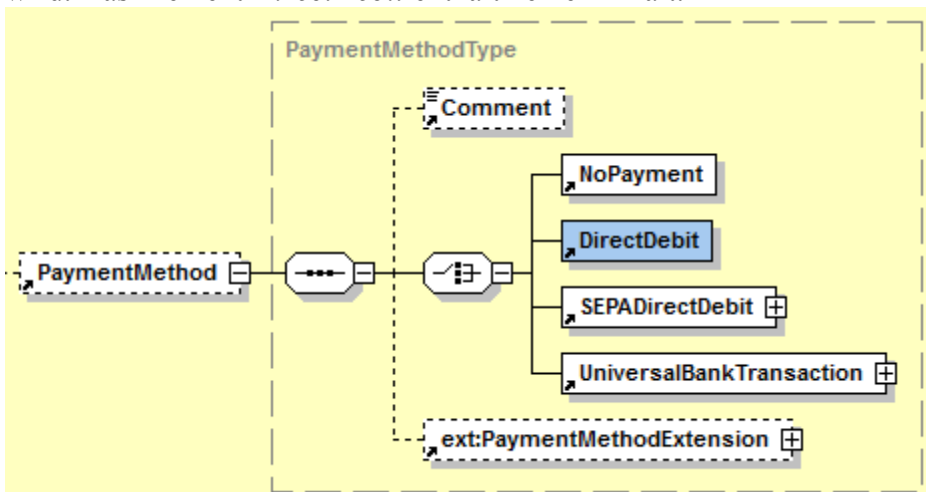 PaymentMethodType
Comment
NoPayment
DirectDebit
PaymentMethod
SEPADirectDebit
UniversalBankTransaction
ext:PaymentMethodExtension